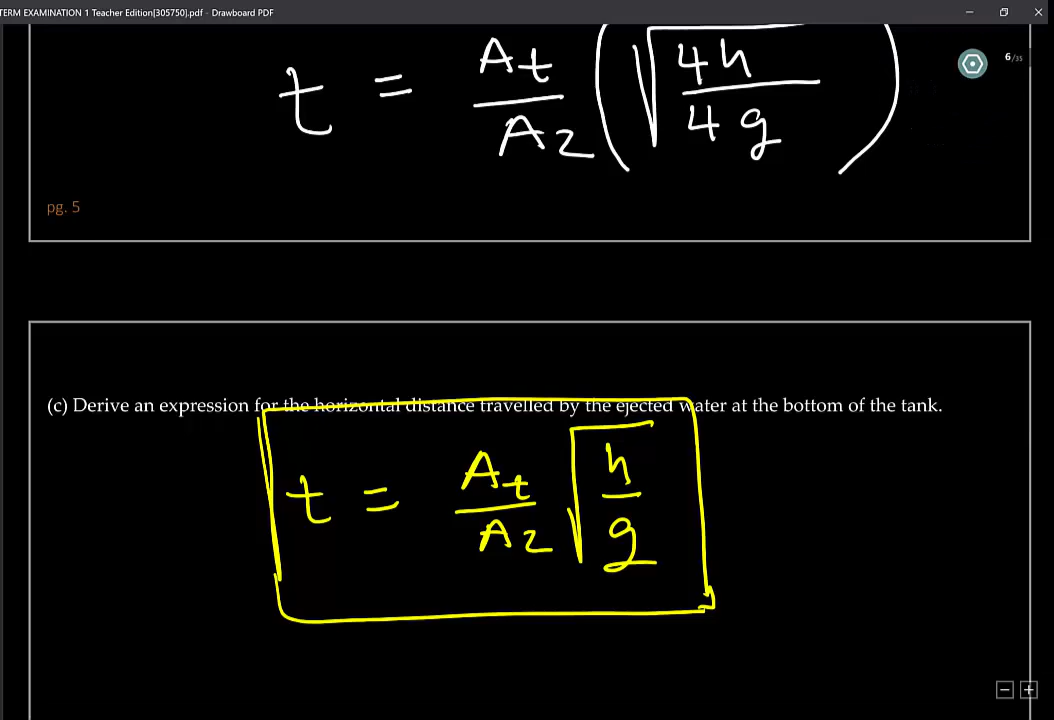 TERM EXAMINATION 1 Teacher Edition[305750].pdf - Drawboard PDF
6/35
t = At/A2 (√4h/4g)
pg. 5
(c) Derive an expression for the horizontal distance travelled by the ejected water at the bottom of the tank.
t = At/A2 √h/g